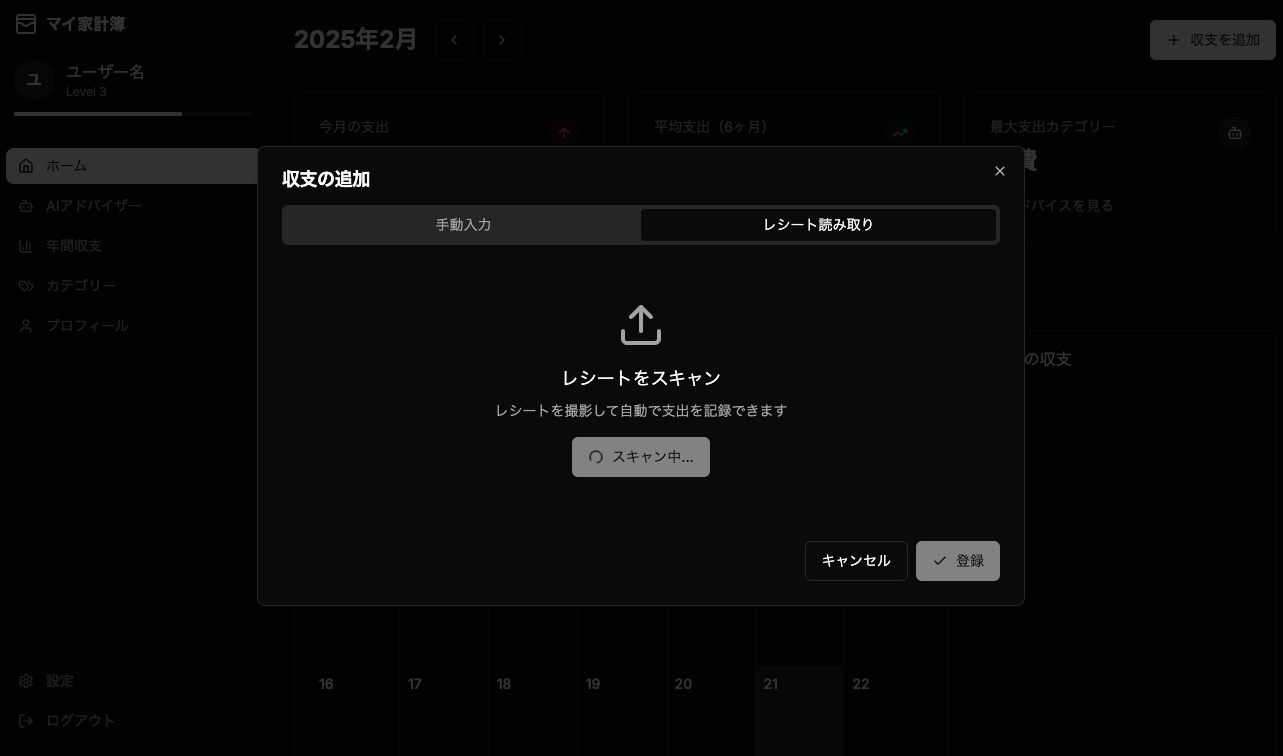 マイ家計簿
ユ
ユーザー名
Level 3
ホーム
AIアドバイザー
年間収支
カテゴリー
プロフィール
設定
ログアウト
2025年2月
収支を追加
今月の支出
平均支出（6ヶ月）
最大支出カテゴリー
費
ドバイスを見る
の収支
収支の追加
手動入力
レシート読み取り
レシートをスキャン
レシートを撮影して自動で支出を記録できます
スキャン中...
キャンセル
登録
16 17 18 19 20 21 22